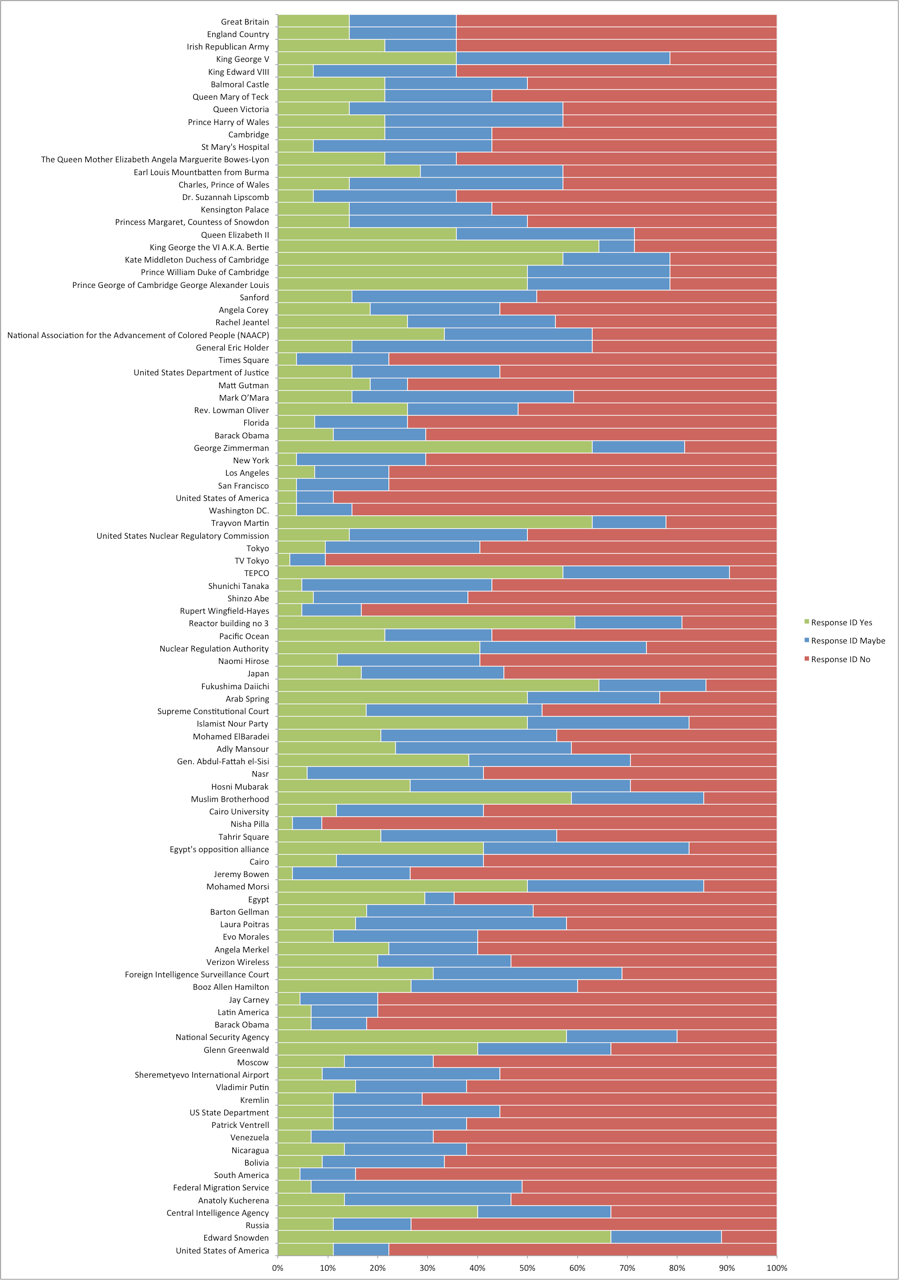 Great Britain
England Country
Irish Republican Army
King George V
King Edward VIII
Balmoral Castle
Queen Mary of Teck
Queen Victoria
Prince Harry of Wales
Cambridge
St Mary's Hospital
The Queen Mother Elizabeth Angela Marguerite Bowes-Lyon
Earl Louis Mountbatten from Burma
Charles, Prince of Wales
Dr. Suzannah Lipscomb
Kensington Palace
Princess Margaret, Countess of Snowdon
Queen Elizabeth II
King George the VI A.K.A. Bertie
Kate Middleton Duchess of Cambridge
Prince William Duke of Cambridge
Prince George of Cambridge George Alexander Louis
Sanford
Angela Corey
Rachel Jeantel
National Association for the Advancement of Colored People (NAACP)
General Eric Holder
Times Square
United States Department of Justice
Matt Gutman
Mark O'Mara
Rev. Lowman Oliver
Florida
Barack Obama
George Zimmerman
New York
Los Angeles
San Francisco
United States of America
Washington DC.
Trayvon Martin
United States Nuclear Regulatory Commission
Tokyo
TV Tokyo
TEPCO
Shunichi Tanaka
Shinzo Abe
Rupert Wingfield-Hayes
Reactor building no 3
Pacific Ocean
Nuclear Regulation Authority
Naomi Hirose
Japan
Fukushima Daiichi
Arab Spring
Supreme Constitutional Court
Islamist Nour Party
Mohamed ElBaradei
Adly Mansour
Gen. Abdul-Fattah el-Sisi
Nasr
Hosni Mubarak
Muslim Brotherhood
Cairo University
Nisha Pilla
Tahrir Square
Egypt's opposition alliance
Cairo
Jeremy Bowen
Mohamed Morsi
Egypt
Barton Gellman
Laura Poitras
Evo Morales
Angela Merkel
Verizon Wireless
Foreign Intelligence Surveillance Court
Booz Allen Hamilton
Jay Carney
Latin America
Barack Obama
National Security Agency
Glenn Greenwald
Moscow
Sheremetyevo International Airport
Vladimir Putin
Kremlin
US State Department
Patrick Ventrell
Venezuela
Nicaragua
Bolivia
South America
Federal Migration Service
Anatoly Kucherena
Central Intelligence Agency
Russia
Edward Snowden
United States of America
0% 10% 20% 30% 40% 50% 60% 70% 80% 90% 100%
Response ID Yes
Response ID Maybe
Response ID No